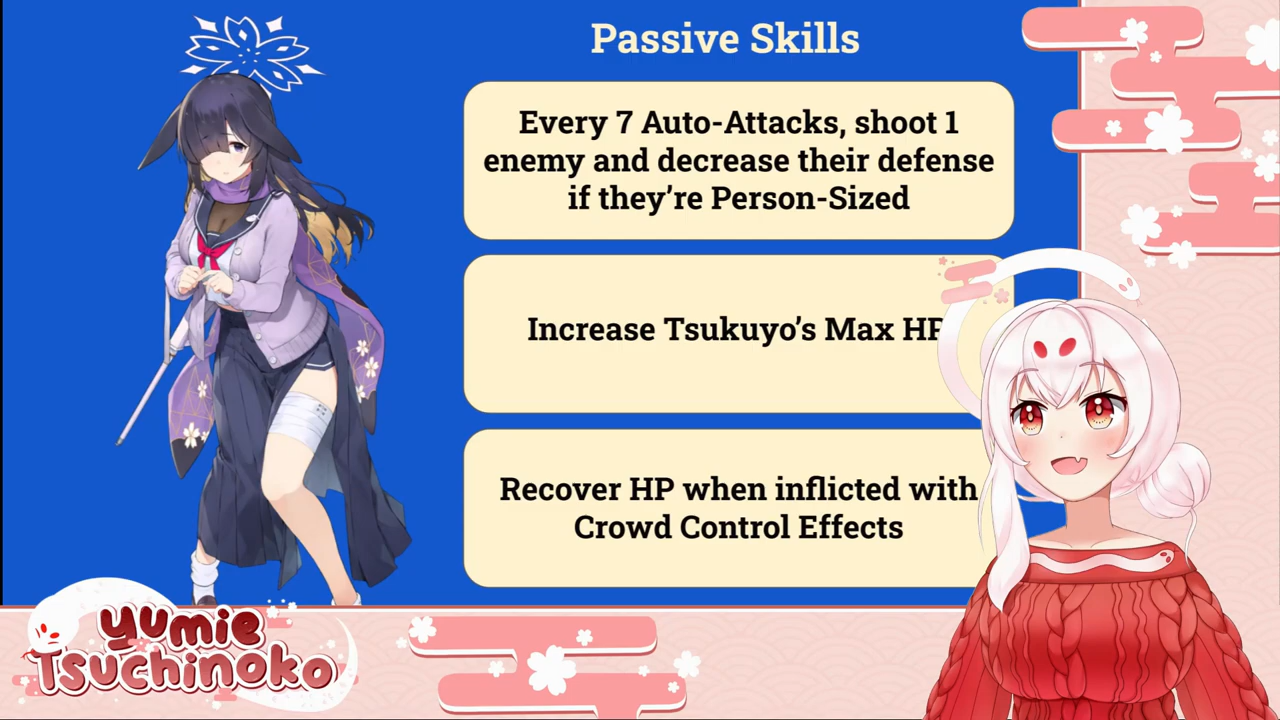 Passive Skills
Every 7 Auto-Attacks, shoot 1
enemy and decrease their defense
if they’re Person-Sized
Increase Tsukuyo’s Max HP
Recover HP when inflicted with
Crowd Control Effects
yumie
Tsuchinoko